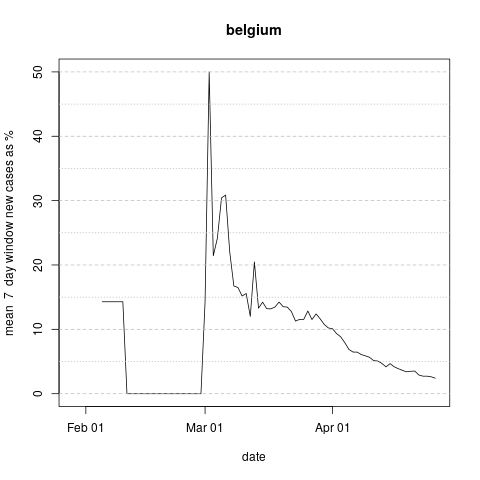 belgium
mean 7 day window new cases as %
50
40
30
20
10
0
Feb 01
Mar 01
Apr 01
date